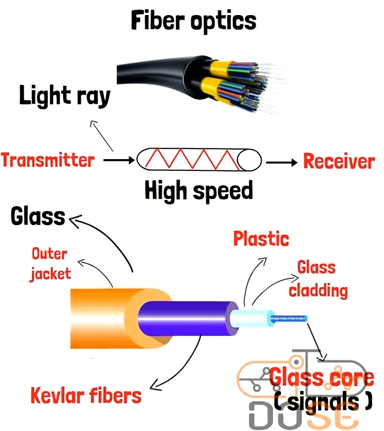 Fiber optics
Light ray
Transmitter
Receiver
High speed
Glass
Outer
jacket
Plastic
Glass
cladding
Kevlar fibers
Glass core
( signals )
DOSE